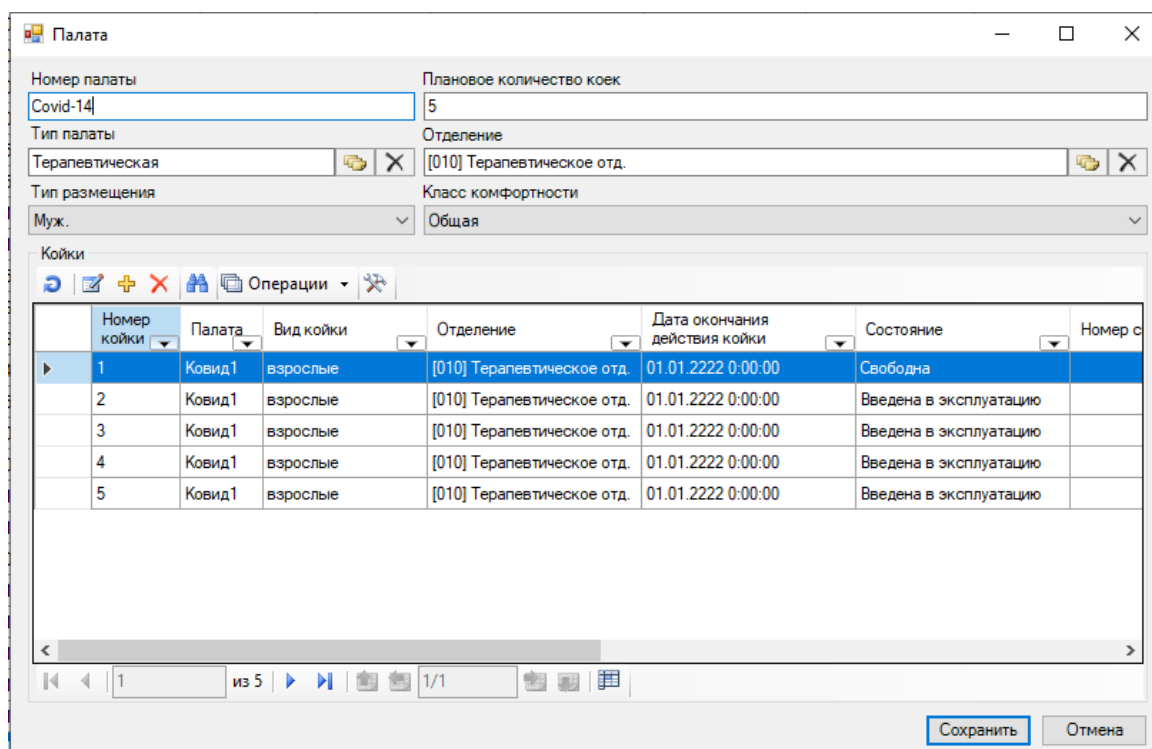 Палата
Номер палаты Плановое количество коек
Covid-14 5
Тип палаты Отделение
Терапевтическая [010] Терапевтическое отд.
Тип размещения Класс комфортности
Муж. Общая
Койки
Операции
Номер койки Палата Вид койки Отделение Дата окончания действия койки Состояние Номер
1 Ковид1 взрослые [010] Терапевтическое отд. 01.01.2222 0:00:00 Свободна
2 Ковид1 взрослые [010] Терапевтическое отд. 01.01.2222 0:00:00 Введена в эксплуатацию
3 Ковид1 взрослые [010] Терапевтическое отд. 01.01.2222 0:00:00 Введена в эксплуатацию
4 Ковид1 взрослые [010] Терапевтическое отд. 01.01.2222 0:00:00 Введена в эксплуатацию
5 Ковид1 взрослые [010] Терапевтическое отд. 01.01.2222 0:00:00 Введена в эксплуатацию
1 из 5 1/1
Сохранить Отмена